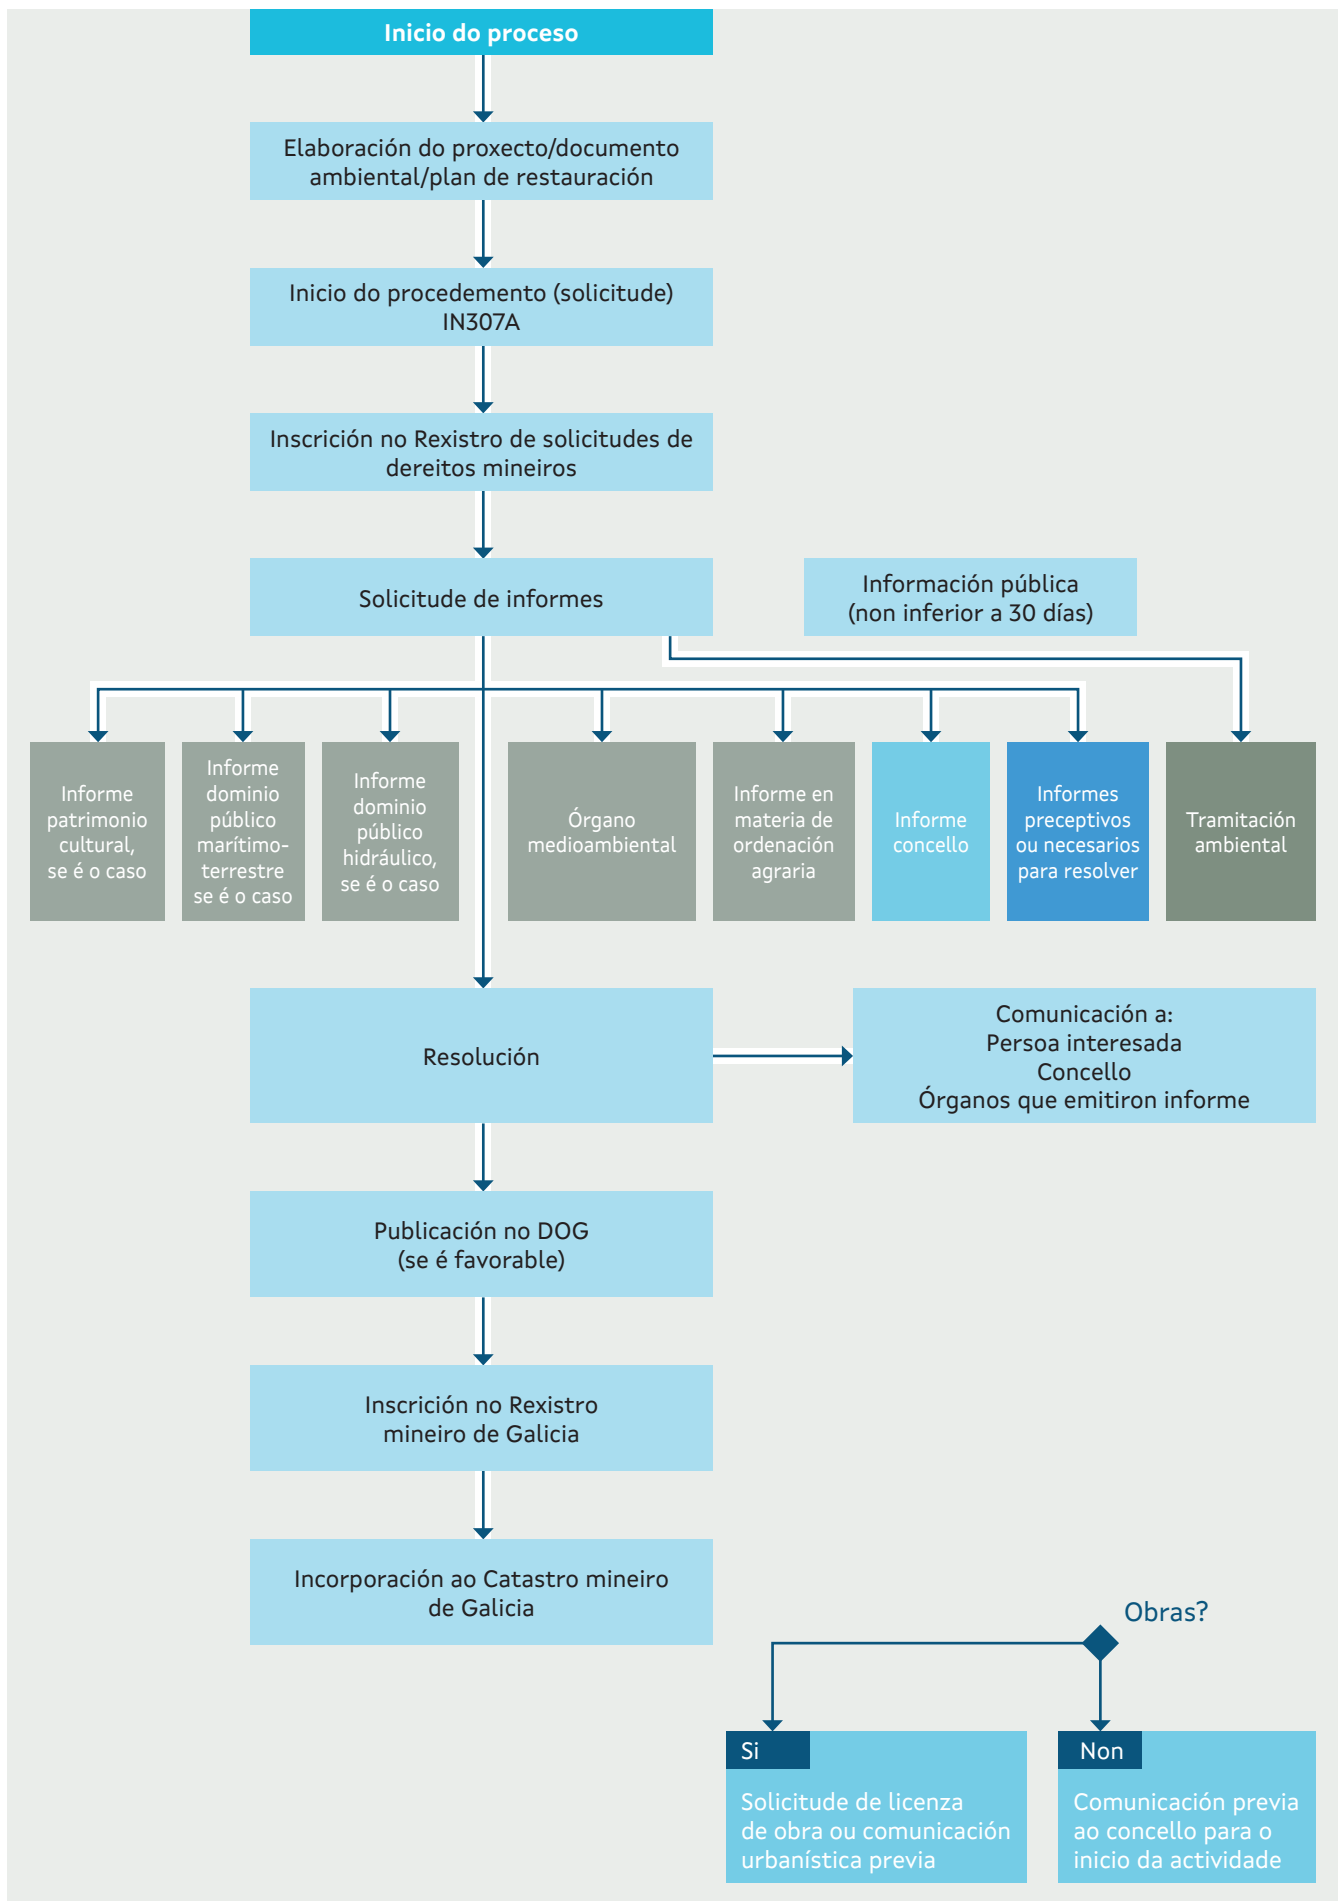 Inicio do proceso
Elaboración do proxecto/documento
ambiental/plan de restauración
Inicio do procedemento (solicitude)
IN307A
Inscrición no Rexistro de solicitudes de
dereitos mineiros
Solicitude de informes
Información pública
(non inferior a 30 días)
Informe
patrimonio
cultural,
se é o caso
Informe
dominio
público
marítimo-
terrestre
se é o caso
Informe
dominio
público
hidráulico,
se é o caso
Órgano
medioambiental
Informe en
materia de
ordenación
agraria
Informe
concello
Informes
preceptivos
ou necesarios
para resolver
Tramitación
ambiental
Resolución
Comunicación a:
Persoa interesada
Concello
Órganos que emitiron informe
Publicación no DOG
(se é favorable)
Inscrición no Rexistro
mineiro de Galicia
Incorporación ao Catastro mineiro
de Galicia
Obras?
Si
Solicitude de licenza
de obra ou comunicación
urbanística previa
Non
Comunicación previa
ao concello para o
inicio da actividade